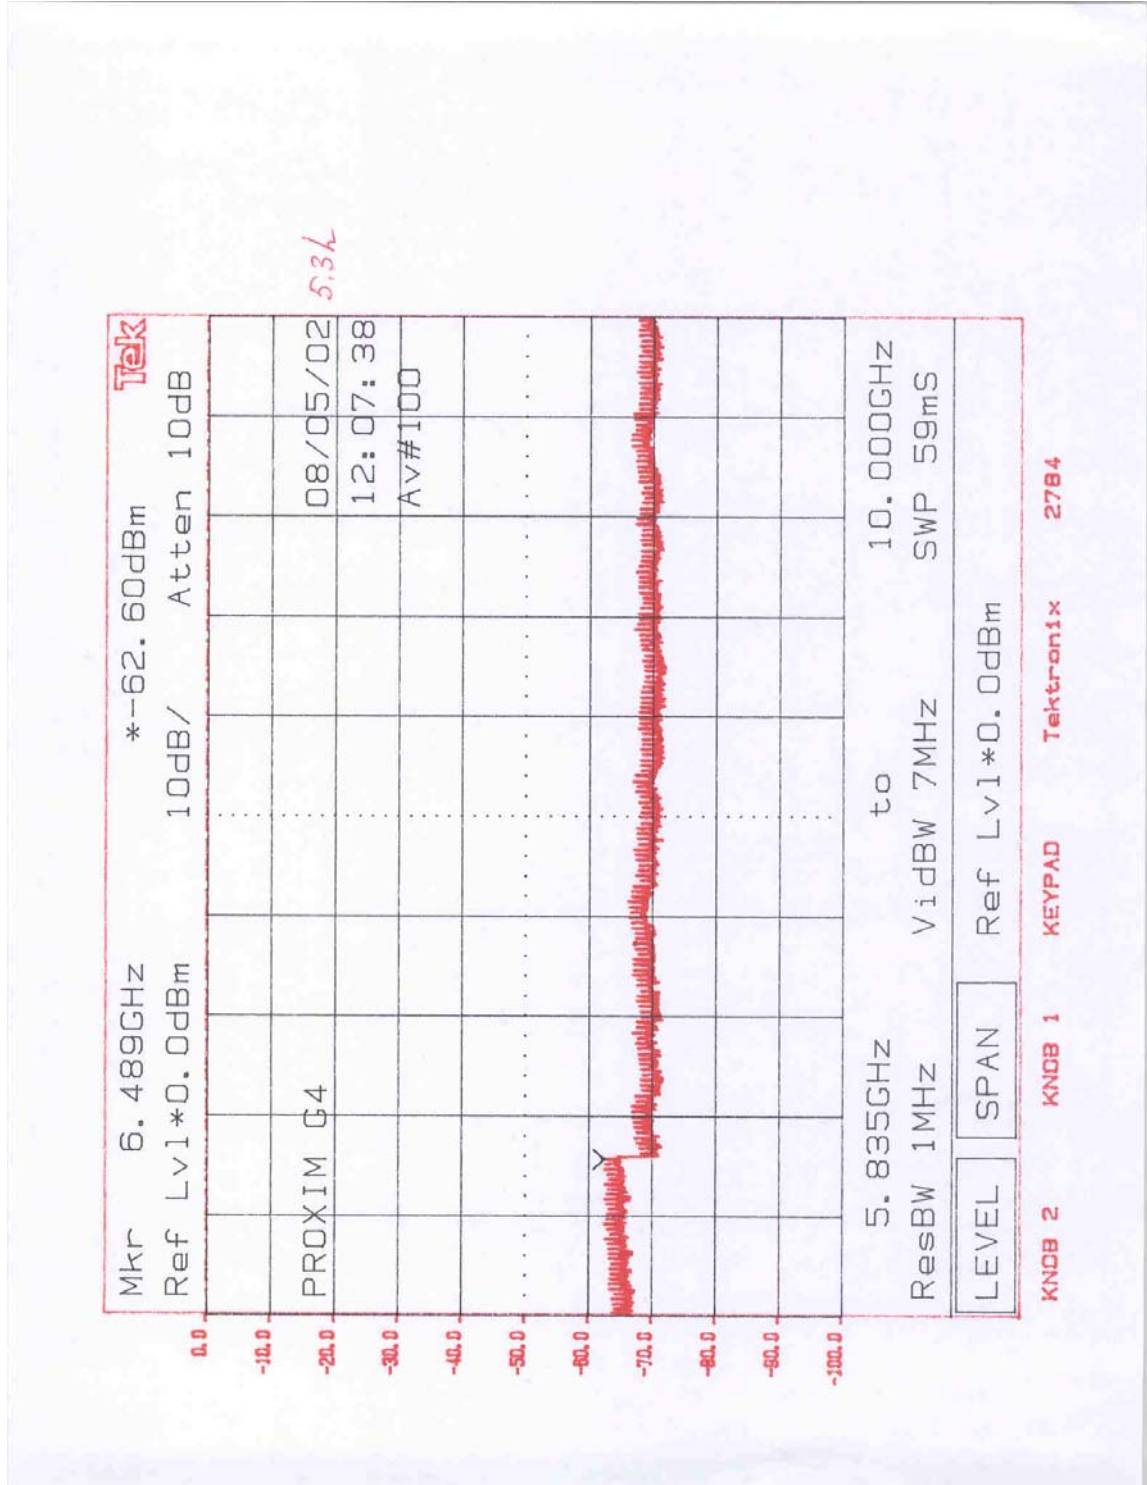 Mkr 6.489GHz *-62.60dBm Tek
Ref Lvl*0.0dBm 10dB/ Atten 10dB
0.0
-10.0
PROXIM G4 08/05/02 5.3h
-20.0
12:07:38
-30.0
Av#100
-40.0
-50.0
-60.0
-70.0
-80.0
-90.0
-100.0
5.835GHz to 10.000GHz
ResBW 1MHz VidBW 7MHz SWP 59mS
LEVEL SPAN Ref Lvl*0.0dBm
KNOB 2 KNOB 1 KEYPAD Tektronix 2784